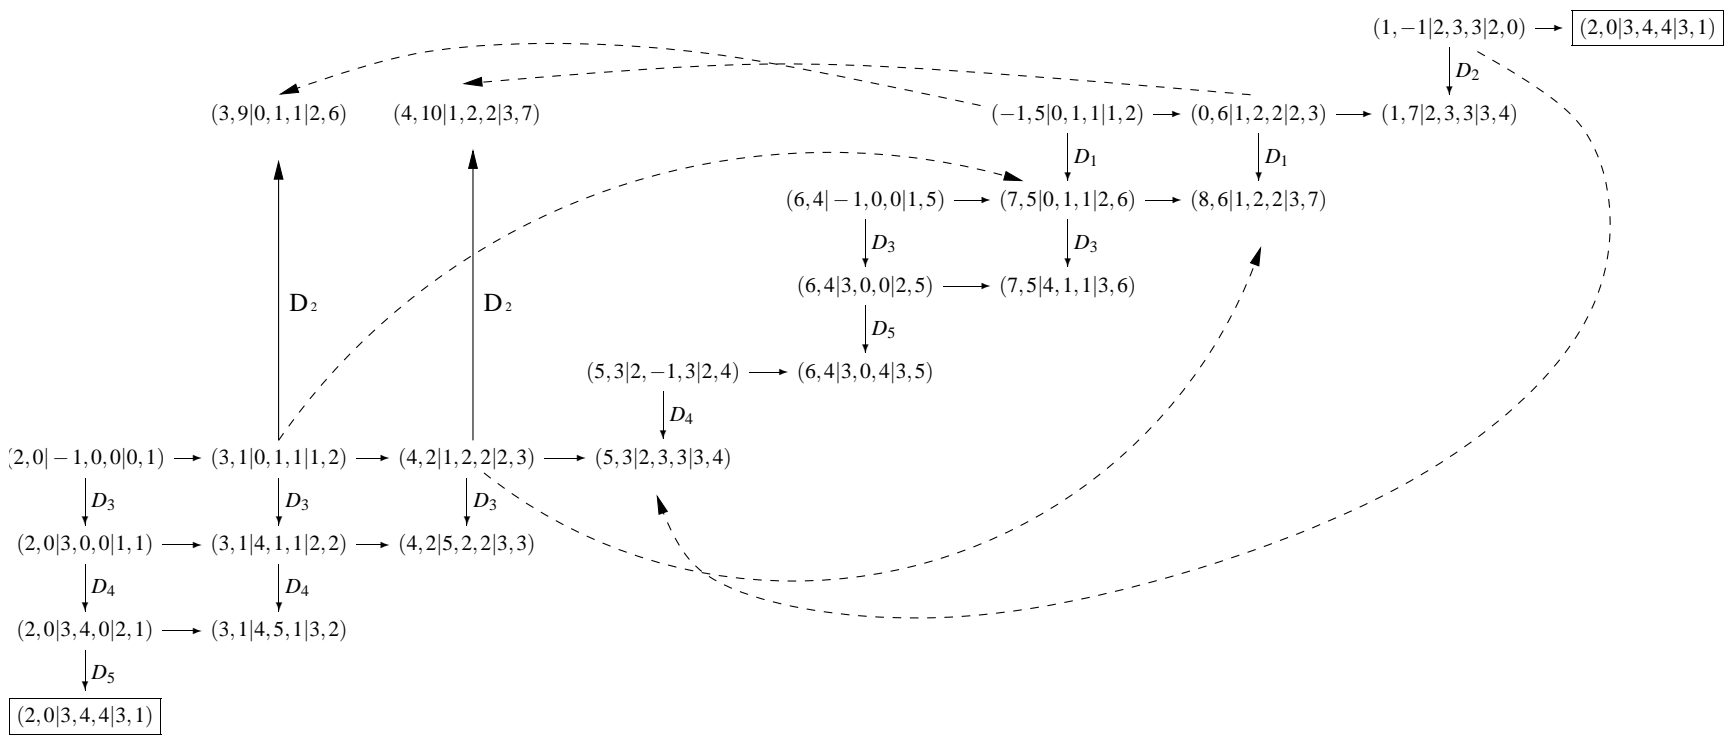 (1,−1|2,3,3|2,0) (2,0|3,4,4|3,1)
D2
(3,9|0,1,1|2,6) (4,10|1,2,2|3,7) (−1,5|0,1,1|1,2) (0,6|1,2,2|2,3) (1,7|2,3,3|3,4)
D1 D1
(6,4|−1,0,0|1,5) (7,5|0,1,1|2,6) (8,6|1,2,2|3,7)
D3 D3
(6,4|3,0,0|2,5) (7,5|4,1,1|3,6)
D2 D2 D5
(5,3|2,−1,3|2,4) (6,4|3,0,4|3,5)
D4
(2,0|−1,0,0|0,1) (3,1|0,1,1|1,2) (4,2|1,2,2|2,3) (5,3|2,3,3|3,4)
D3 D3 D3
(2,0|3,0,0|1,1) (3,1|4,1,1|2,2) (4,2|5,2,2|3,3)
D4 D4
(2,0|3,4,0|2,1) (3,1|4,5,1|3,2)
D5
(2,0|3,4,4|3,1)